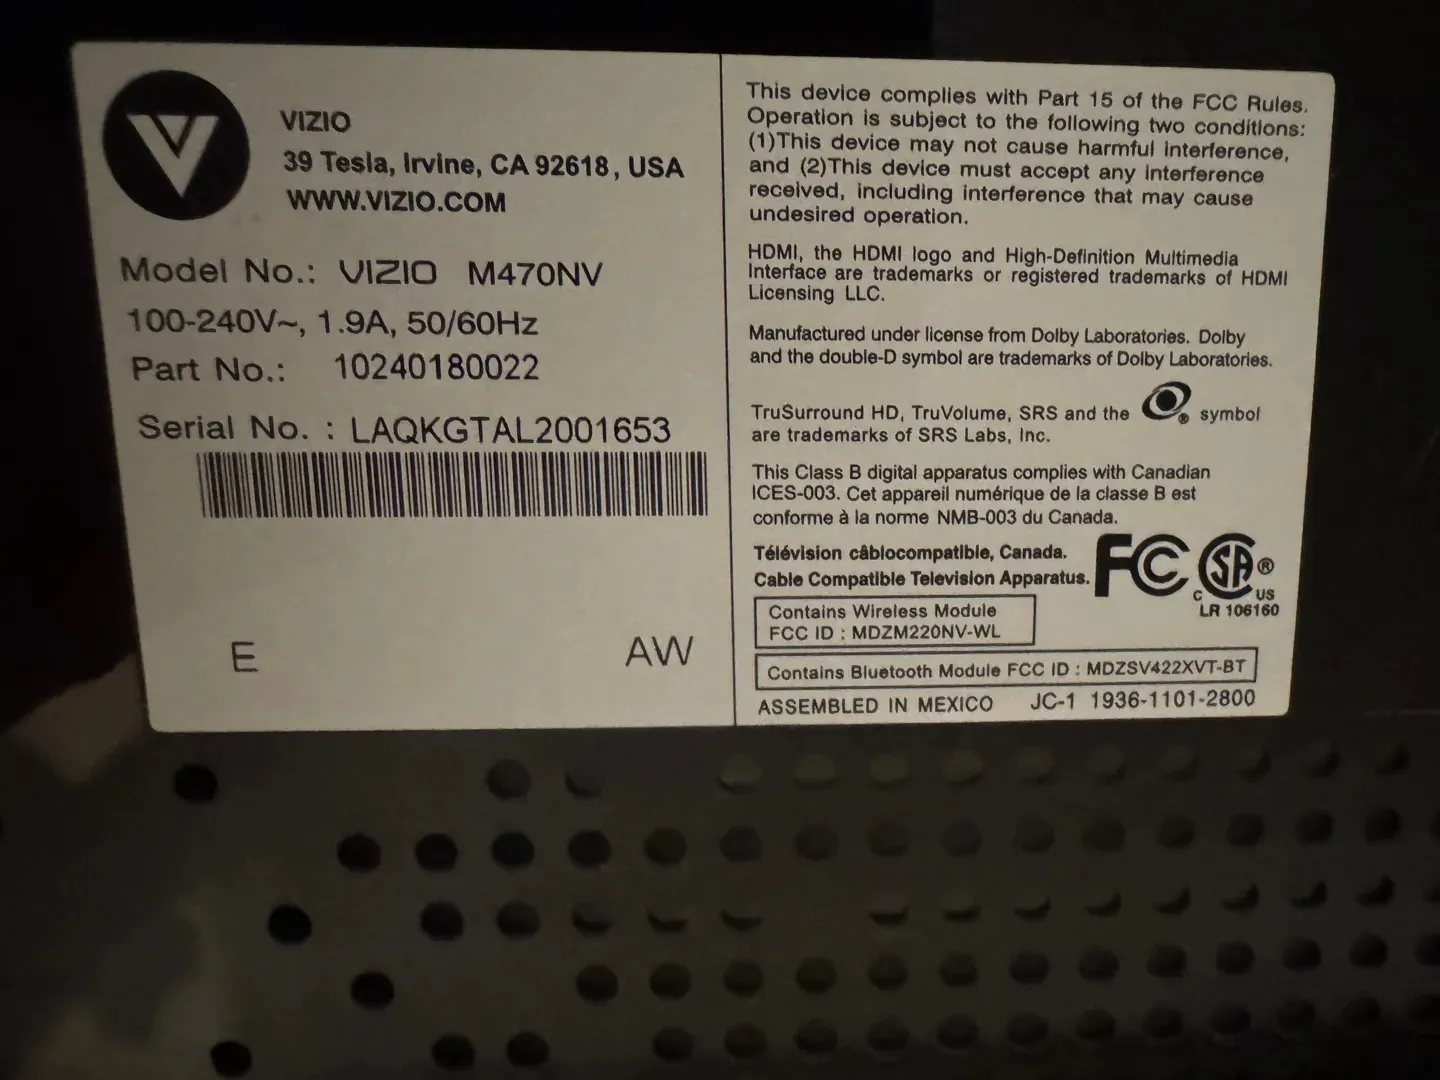 VIZIO
39 Tesla, Irvine, CA 92618, USA
WWW.VIZIO.COM
Model No.: VIZIO M470NV
100-240V~, 1.9A, 50/60Hz
Part No.: 10240180022
Serial No. : LAQKGTAL2001653
E AW
This device complies with Part 15 of the FCC Rules.
Operation is subject to the following two conditions:
(1)This device may not cause harmful interference,
and (2)This device must accept any interference
received, including interference that may cause
undesired operation.
HDMI, the HDMI logo and High-Definition Multimedia
Interface are trademarks or registered trademarks of HDMI
Licensing LLC.
Manufactured under license from Dolby Laboratories. Dolby
and the double-D symbol are trademarks of Dolby Laboratories.
TruSurround HD, TruVolume, SRS and the ® symbol
are trademarks of SRS Labs, Inc.
This Class B digital apparatus complies with Canadian
ICES-003. Cet appareil numérique de la classe B est
conforme à la norme NMB-003 du Canada.
Télévision câblocompatible, Canada.
Cable Compatible Television Apparatus.
FC C SA ® US
LR 106160
Contains Wireless Module
FCC ID : MDZM220NV-WL
Contains Bluetooth Module FCC ID : MDZSV422XVT-BT
ASSEMBLED IN MEXICO JC-1 1936-1101-2800